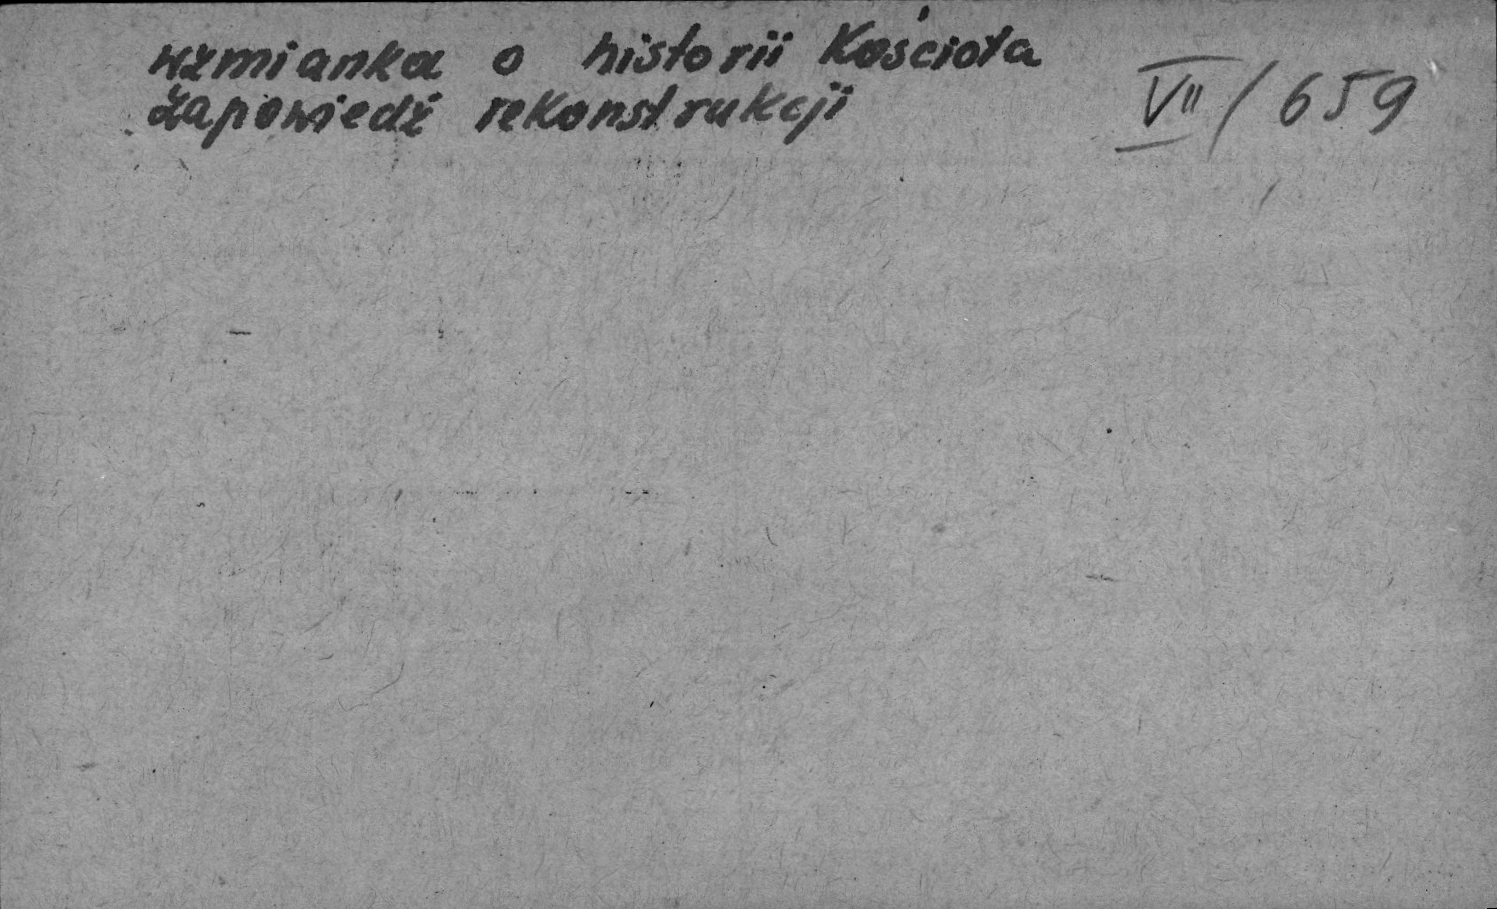 wzmianka o historii Kościoła
zapowiedź rekonstrukcji
VII/659